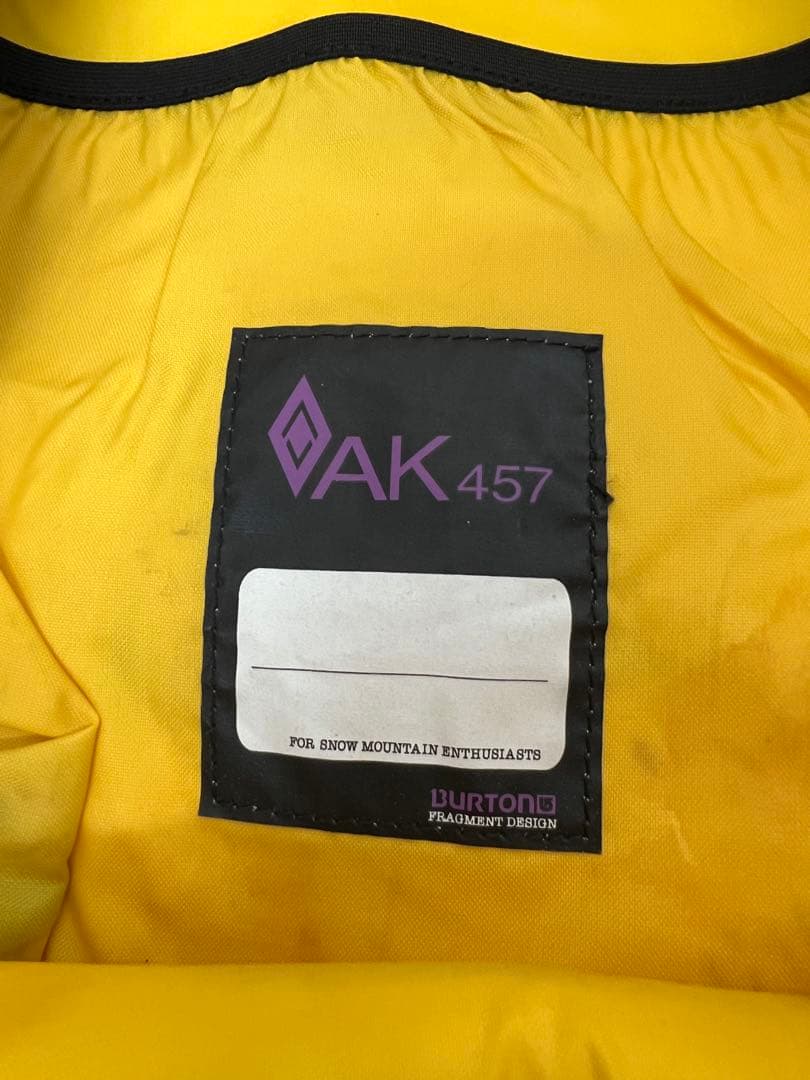 AK 457
FOR SNOW MOUNTAIN ENTHUSIASTS
BURTON
FRAGMENT DESIGN